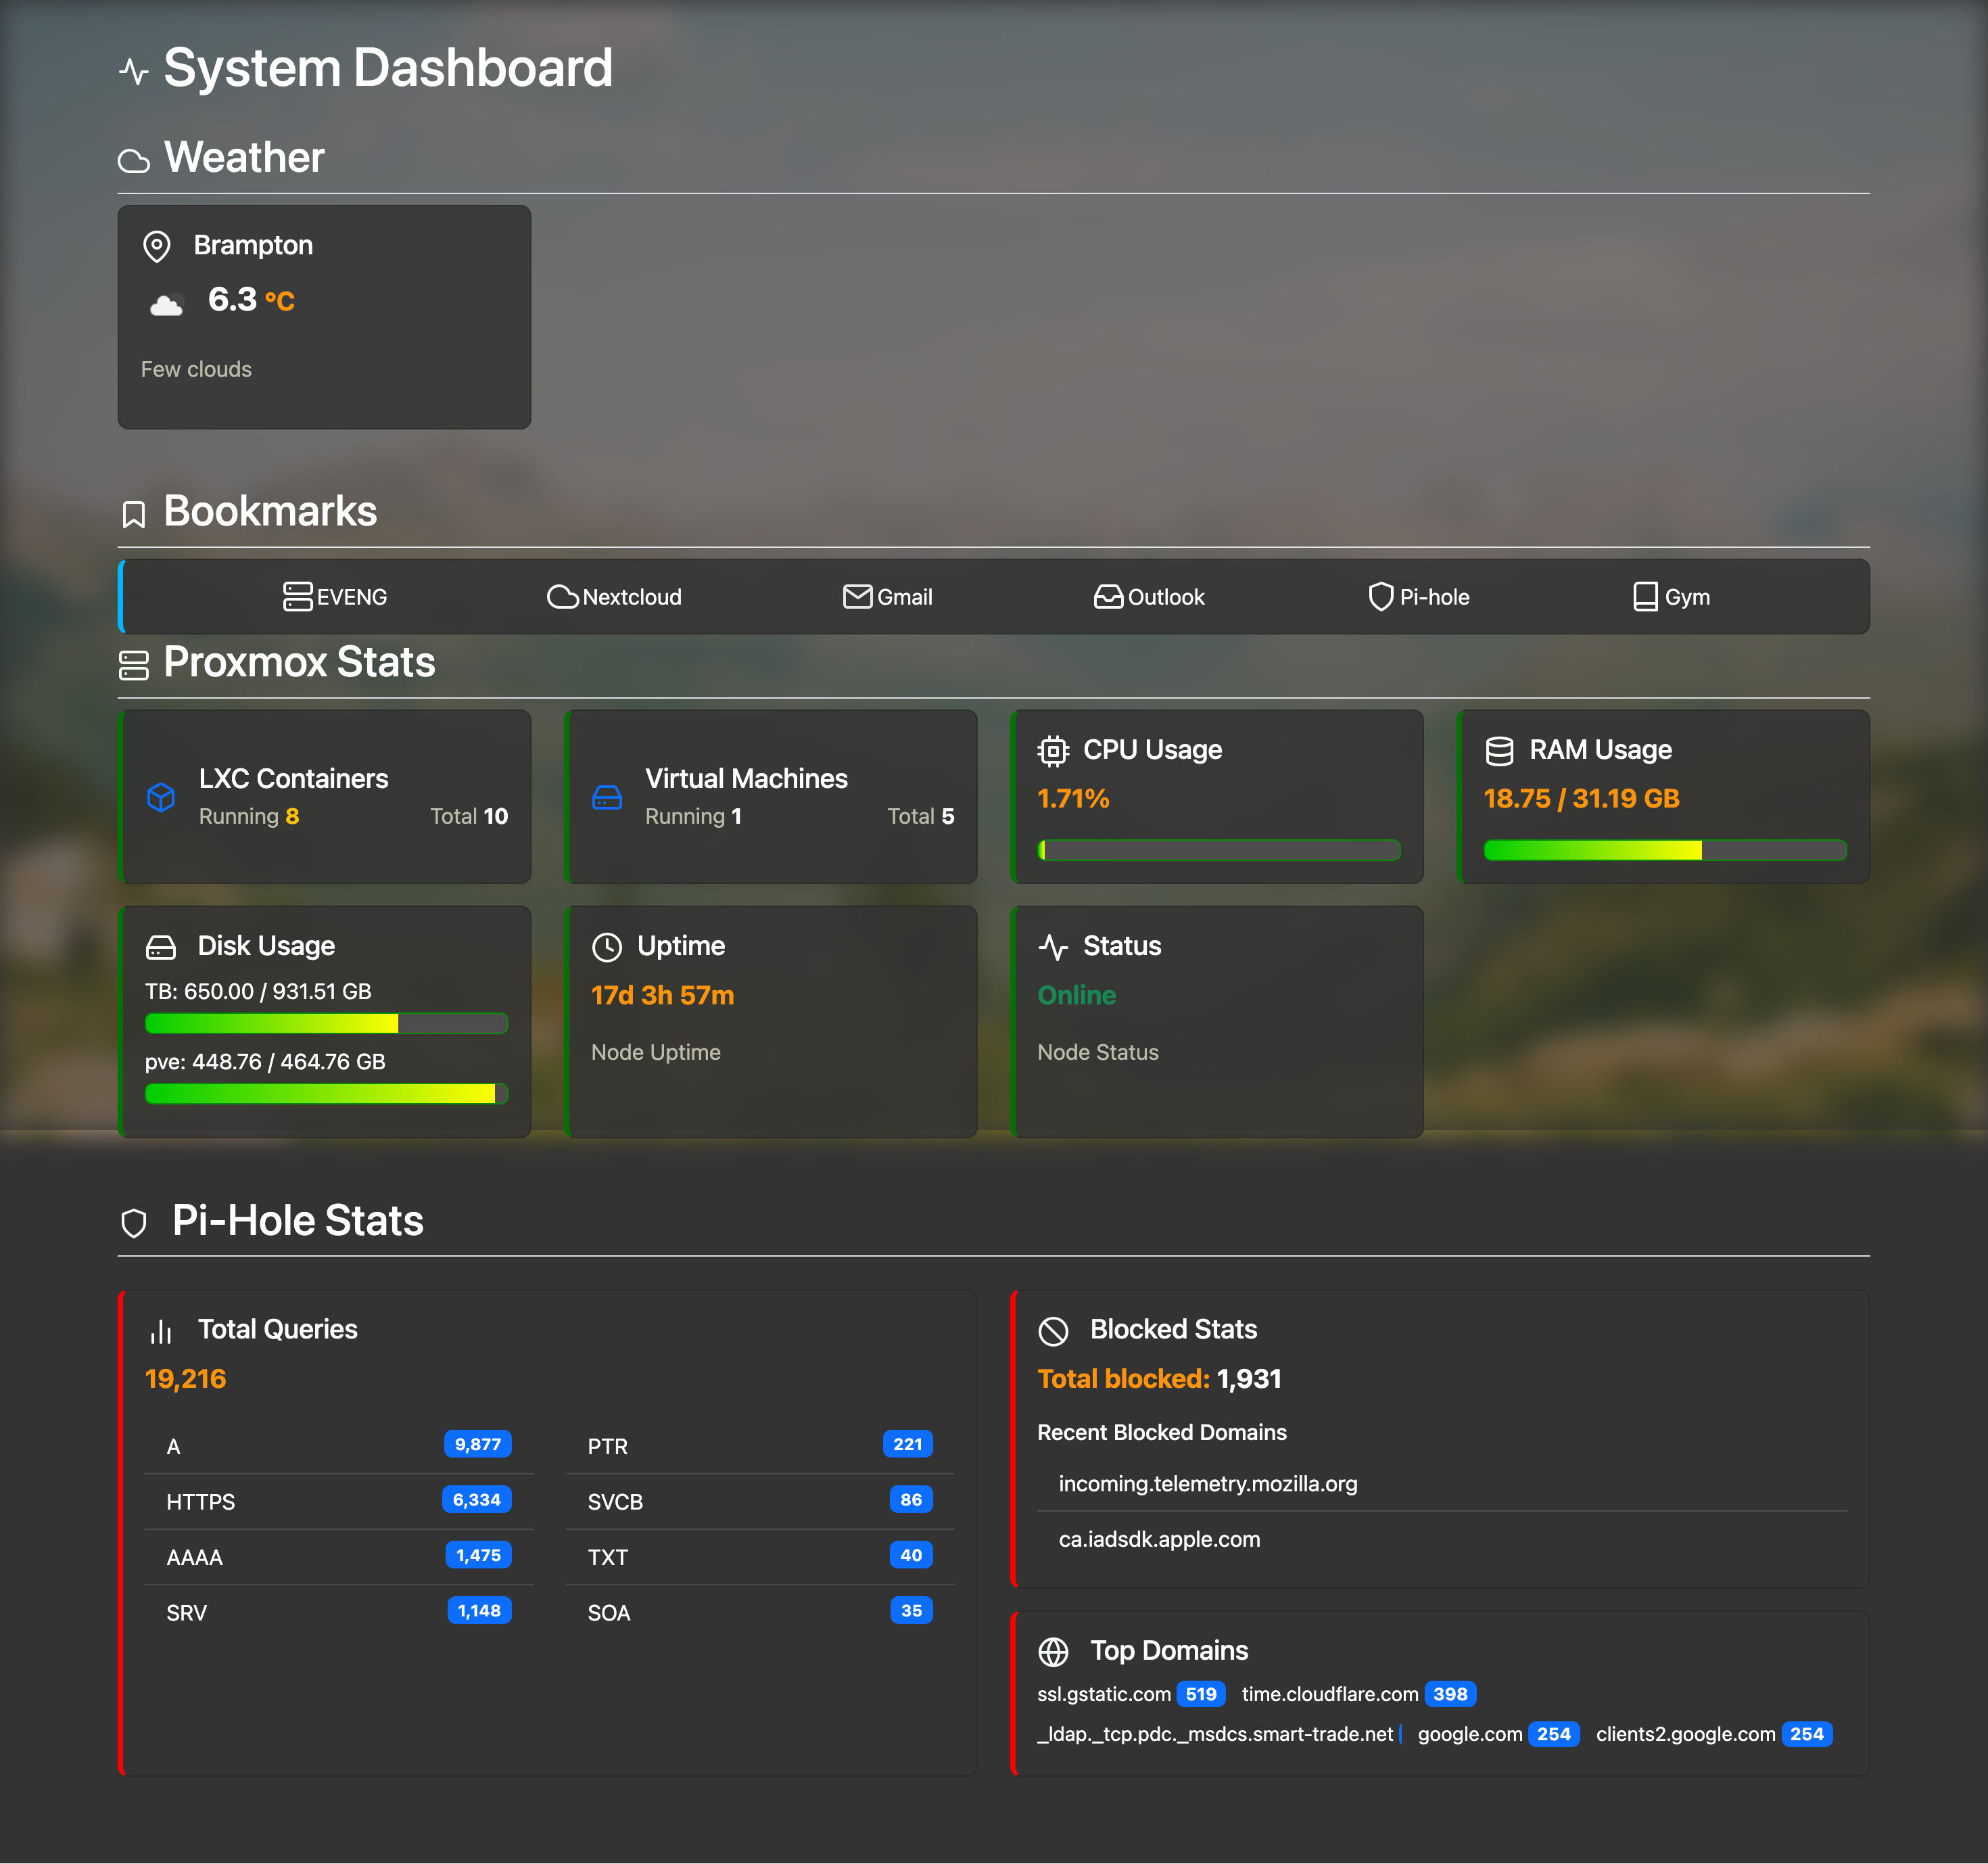 System Dashboard
Weather
Brampton
6.3 °C
Few clouds
Bookmarks
EVENG Nextcloud Gmail Outlook Pi-hole Gym
Proxmox Stats
LXC Containers
Running 8 Total 10
Virtual Machines
Running 1 Total 5
CPU Usage
1.71%
RAM Usage
18.75 / 31.19 GB
Disk Usage
TB: 650.00 / 931.51 GB
pve: 448.76 / 464.76 GB
Uptime
17d 3h 57m
Node Uptime
Status
Online
Node Status
Pi-Hole Stats
Total Queries
19,216
A 9,877
HTTPS 6,334
AAAA 1,475
SRV 1,148
PTR 221
SVCB 86
TXT 40
SOA 35
Blocked Stats
Total blocked: 1,931
Recent Blocked Domains
incoming.telemetry.mozilla.org
ca.iadsdk.apple.com
Top Domains
ssl.gstatic.com 519 time.cloudflare.com 398
_ldap._tcp.pdc._msdcs.smart-trade.net google.com 254 clients2.google.com 254